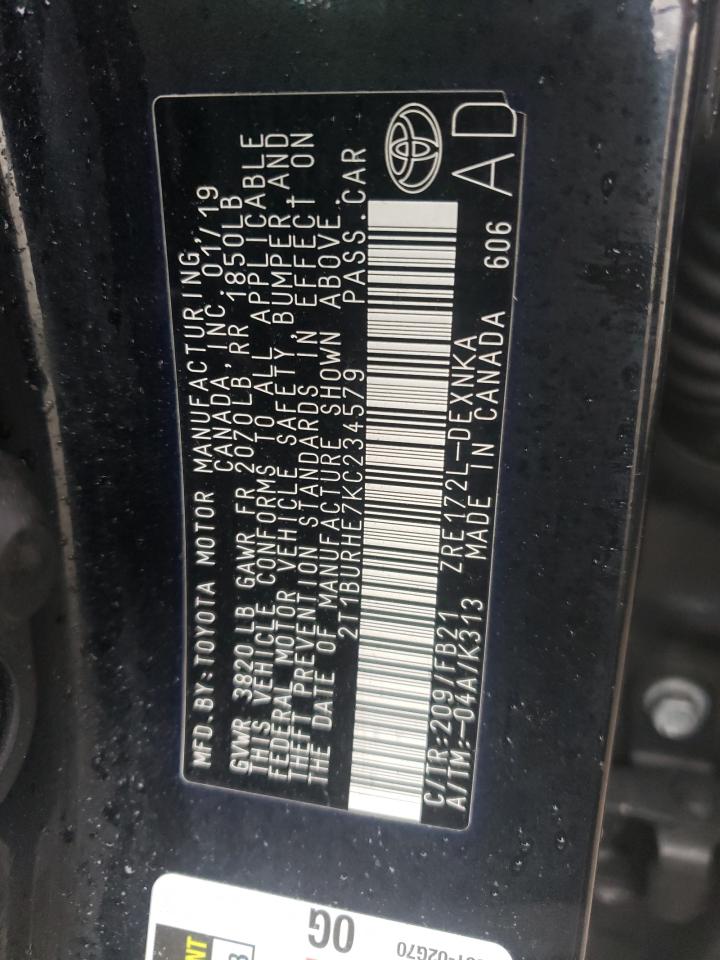 MFD.BY:TOYOTA MOTOR MANUFACTURING,
CANADA, INC. 01/19
GVWR 3820LB GAWR FR 2070LB RR 1850LB
THIS VEHICLE CONFORMS TO ALL APPLICABLE
FEDERAL MOTOR VEHICLE SAFETY, BUMPER, AND
THEFT PREVENTION STANDARDS IN EFFECT ON
THE DATE OF MANUFACTURE SHOWN ABOVE.
2T1BURHE7KC234579 PASS.CAR
C/TR:209/FB21 ZRE172L-DEXNKA
A/TM:-04A/K313 MADE IN CANADA 606
AD
0G